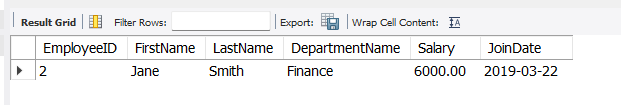 Result Grid Filter Rows: Export: Wrap Cell Content:
EmployeeID FirstName LastName DepartmentName Salary JoinDate
2 Jane Smith Finance 6000.00 2019-03-22